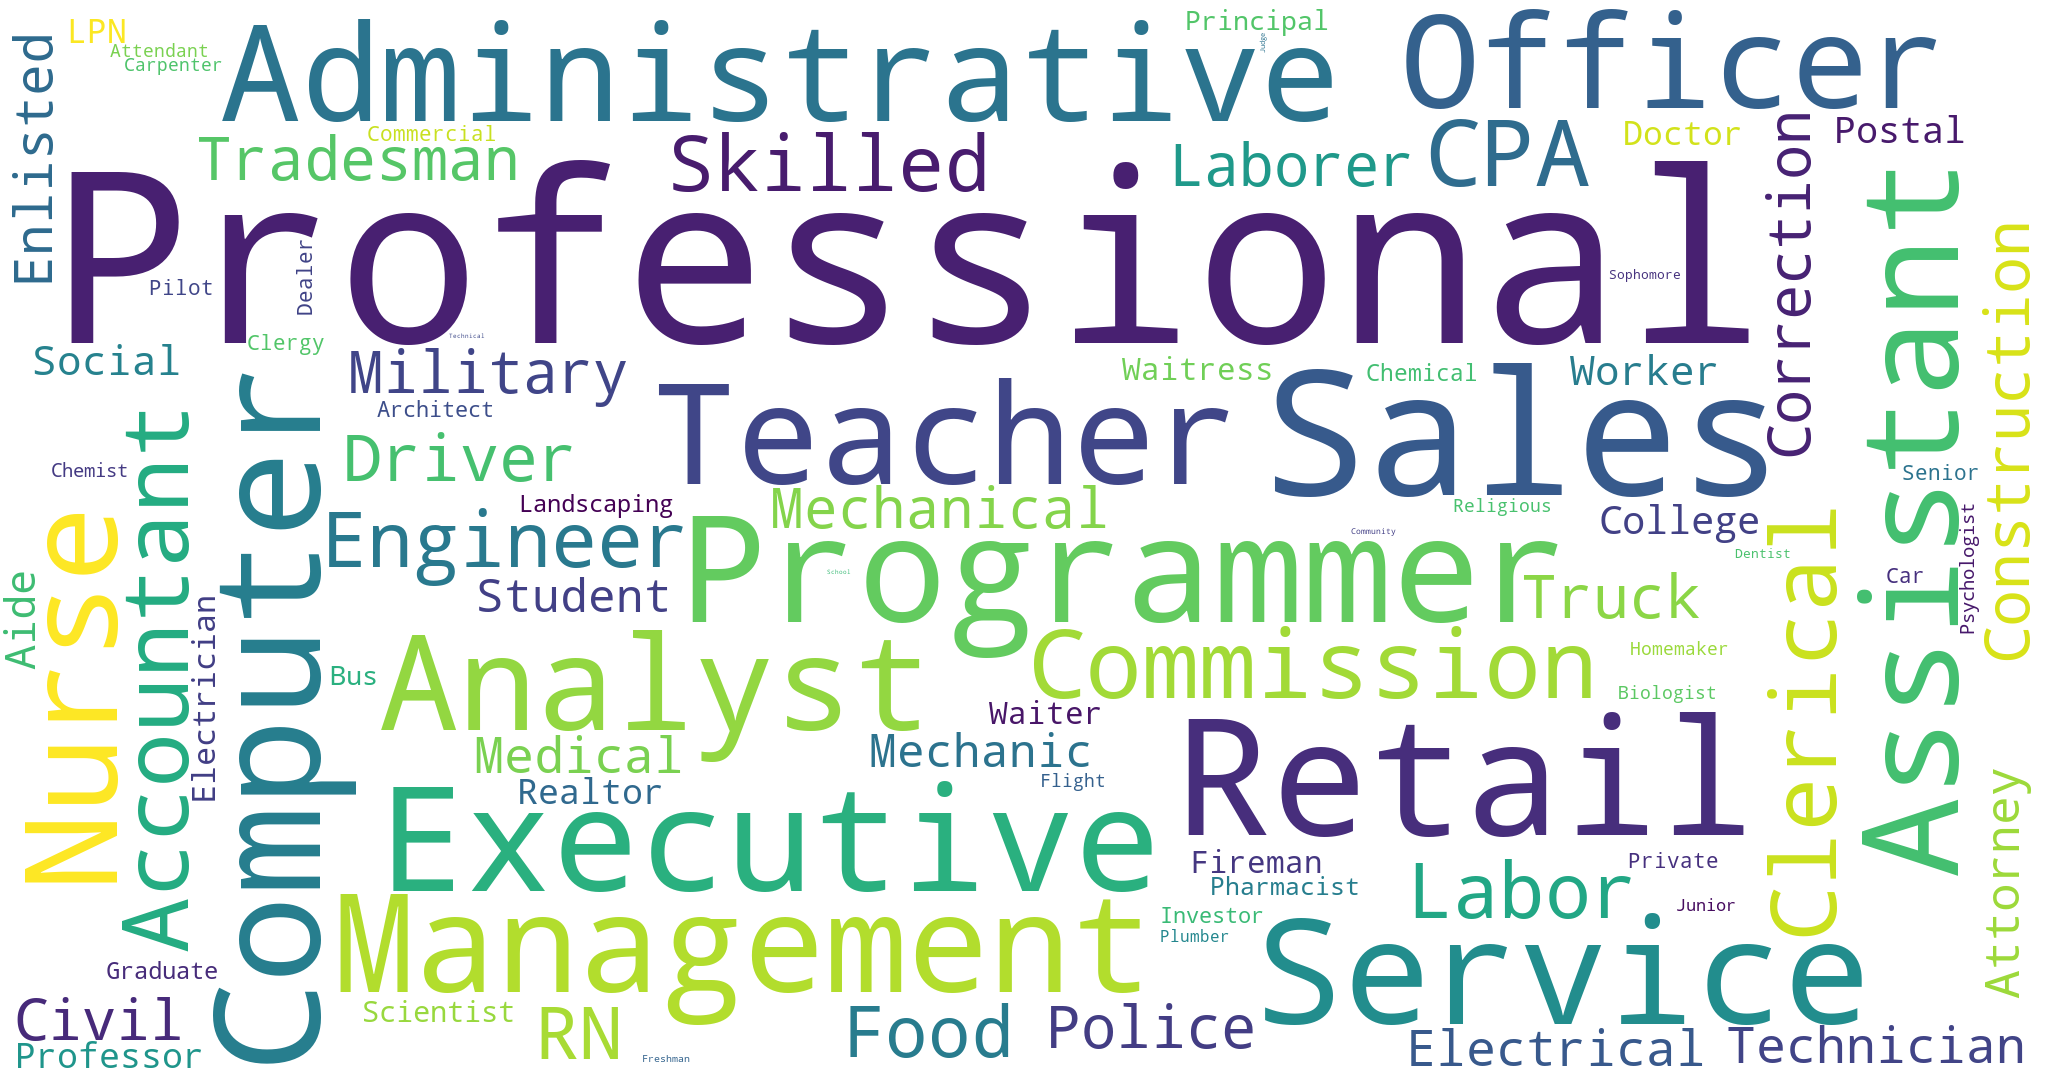 LPN
Attendant
Carpenter
Administrative
Principal
Judge
Officer
Enlisted
Tradesman
Commercial
Skilled
Laborer
CPA
Doctor
Postal
Professional
Correction
Assistant
Construction
Pilot
Dealer
Sophomore
Clergy
Technical
Social
Military
Architect
Waitress
Chemical
Worker
Teacher
Sales
Driver
Chemist
Accountant
Computer
Nurse
Landscaping
Mechanical
Religious
College
Senior
Engineer
Programmer
Community
Dentist
Psychologist
Car
Student
School
Truck
Clerical
Aide
Electrician
Bus
Analyst
Commission
Homemaker
Biologist
Waiter
Medical
Mechanic
Realtor
Flight
Retail
Executive
Attorney
Fireman
Private
Pharmacist
Labor
Junior
Management
Investor
Plumber
Service
Graduate
Civil
Professor
Scientist
RN
Freshman
Food
Police
Electrical
Technician